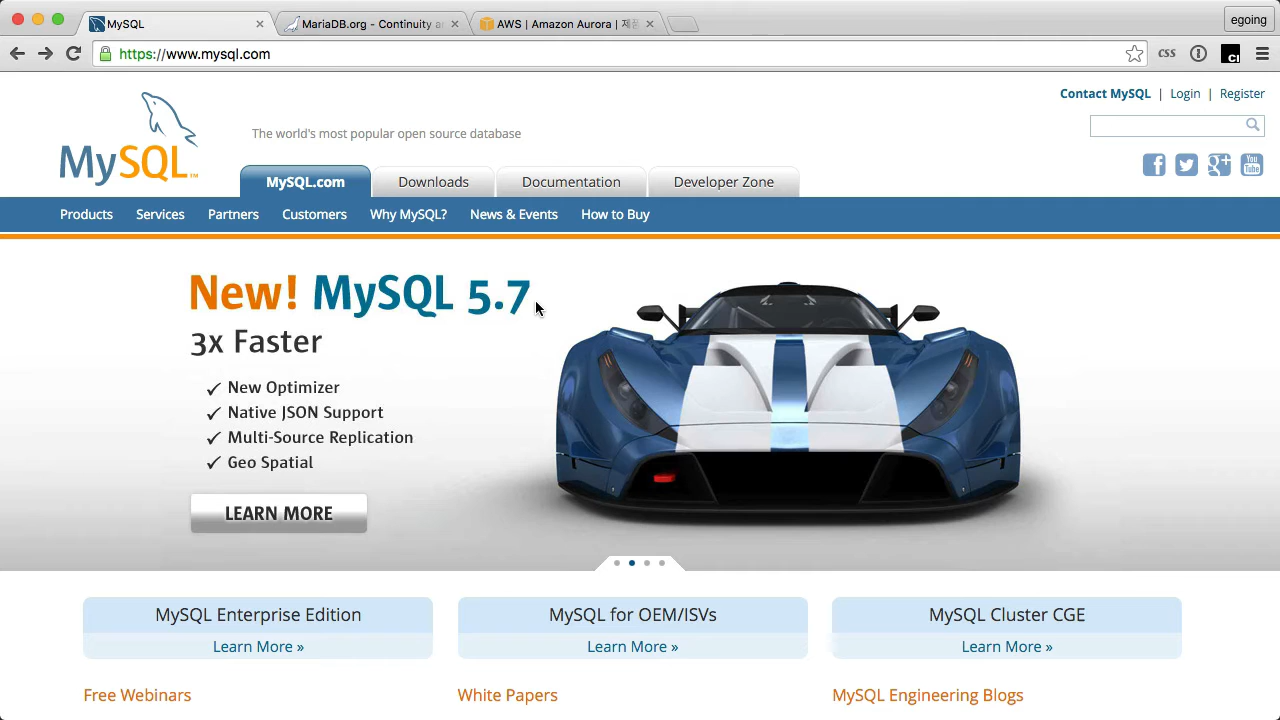 MySQL
MariaDB.org - Continuity a
AWS | Amazon Aurora | 제품
egoing
https://www.mysql.com
css
Contact MySQL | Login | Register
The world's most popular open source database
MySQL™
MySQL.com
Downloads
Documentation
Developer Zone
Products
Services
Partners
Customers
Why MySQL?
News & Events
How to Buy
New! MySQL 5.7
3x Faster
New Optimizer
Native JSON Support
Multi-Source Replication
Geo Spatial
LEARN MORE
MySQL Enterprise Edition
Learn More »
MySQL for OEM/ISVs
Learn More »
MySQL Cluster CGE
Learn More »
Free Webinars
White Papers
MySQL Engineering Blogs